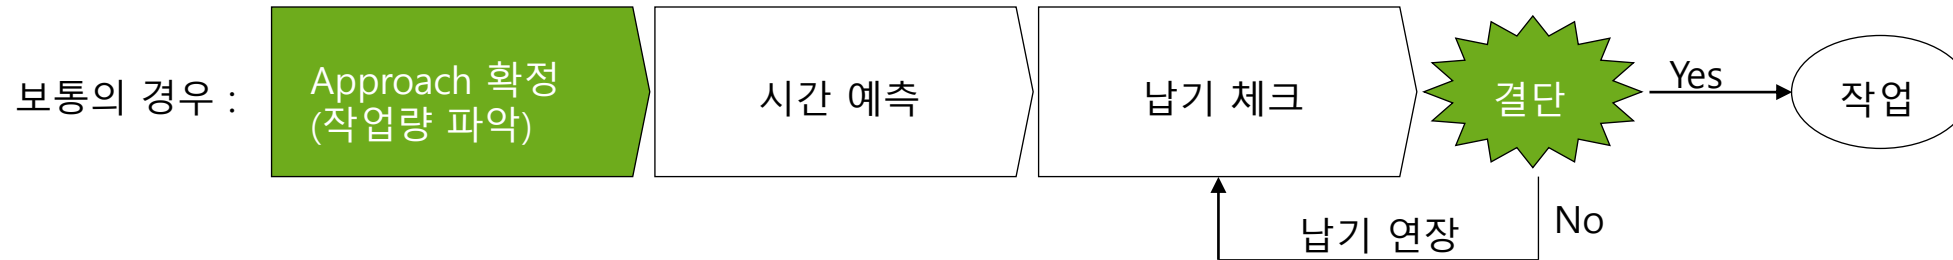 보통의 경우 :
Approach 확정
(작업량 파악)
시간 예측
납기 체크
결단
Yes
작업
No
납기 연장